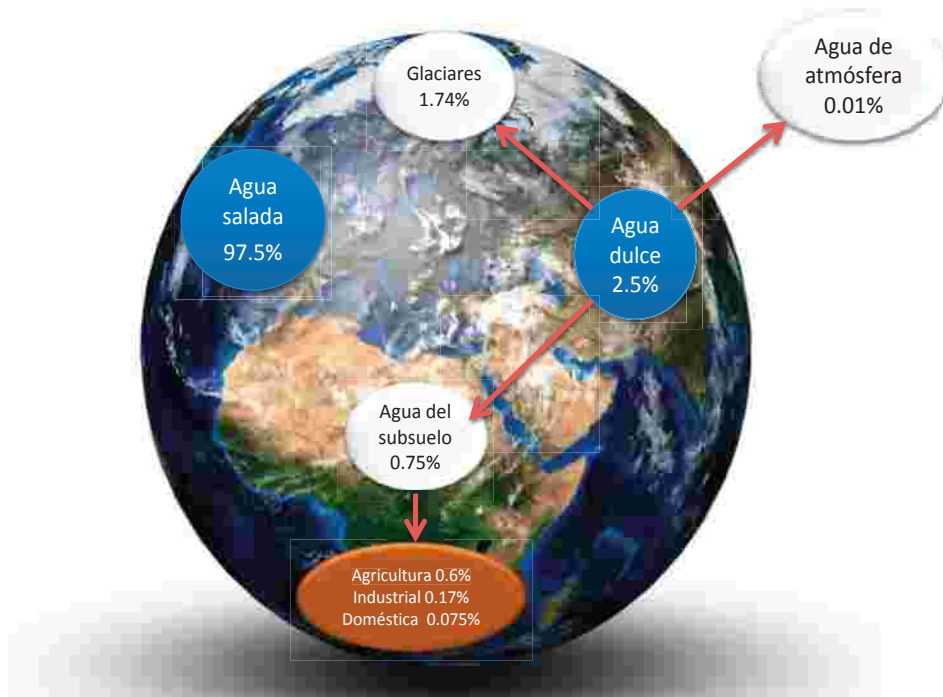 Glaciares
1.74%
Agua de
atmósfera
0.01%
Agua
salada
97.5%
Agua
dulce
2.5%
Agua del
subsuelo
0.75%
Agricultura 0.6%
Industrial 0.17%
Doméstica 0.075%